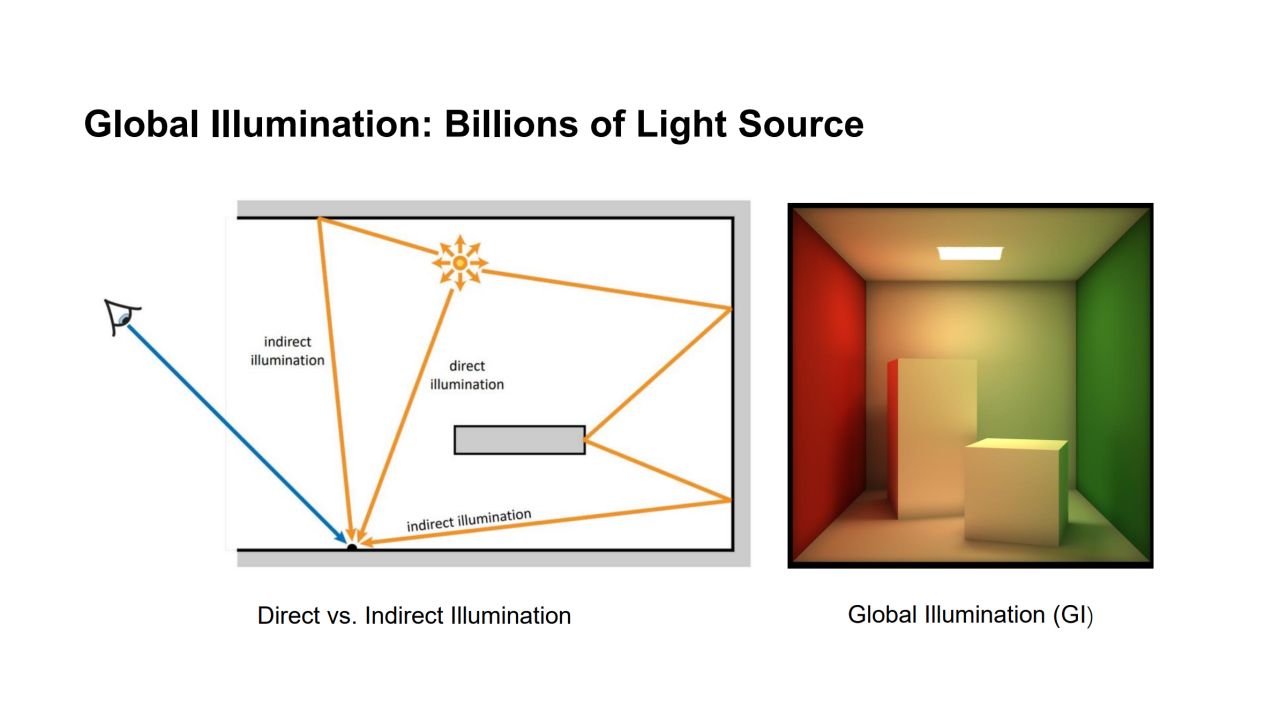 Global Illumination: Billions of Light Source
indirect
illumination
direct
illumination
indirect illumination
Direct vs. Indirect Illumination
Global Illumination (GI)